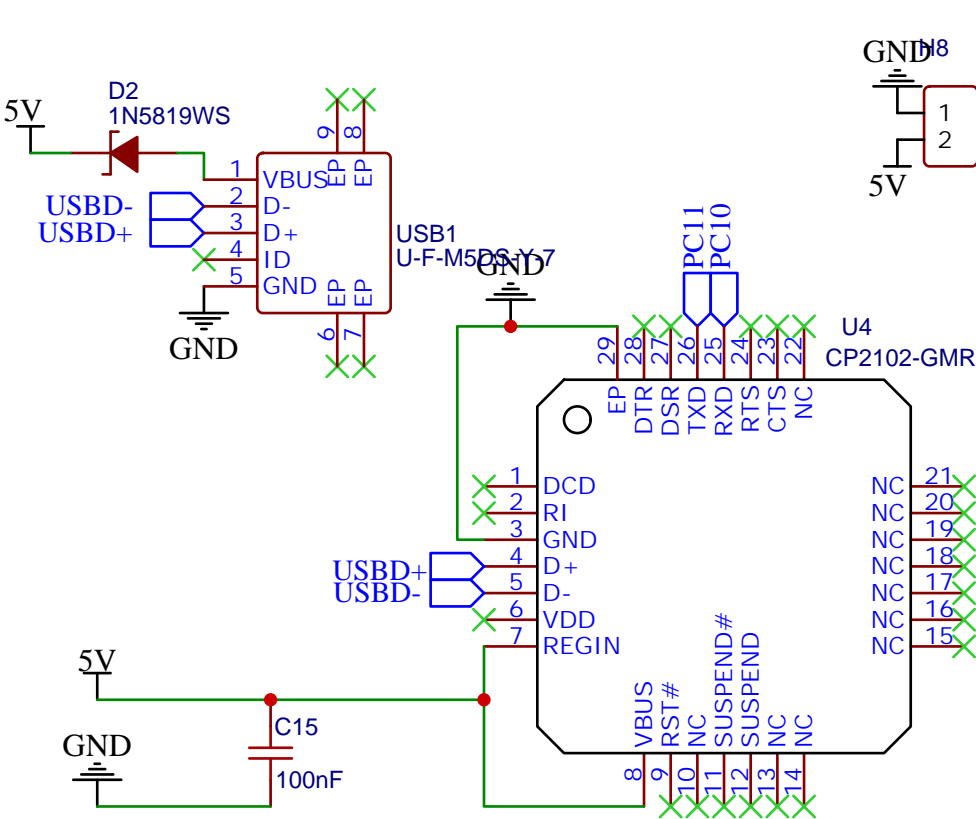 GND
H8
1
2
5V
D2
1N5819WS
5V
9
8
EP
EP
1
VBUS
USBD-
2
D-
USBD+
3
D+
4
ID
5
GND
EP
EP
6
7
GND
USB1
U-F-M5DS-Y-7
GND
PC11
PC10
U4
CP2102-GMR
29
28
27
26
25
24
23
22
EP
DTR
DSR
TXD
RXD
RTS
CTS
NC
1
DCD
2
RI
3
GND
USBD+
4
D+
USBD-
5
D-
6
VDD
7
REGIN
NC
21
NC
20
NC
19
NC
18
NC
17
NC
16
NC
15
VBUS
RST#
NC
SUSPEND#
SUSPEND
NC
NC
8
9
10
11
12
13
14
5V
C15
100nF
GND